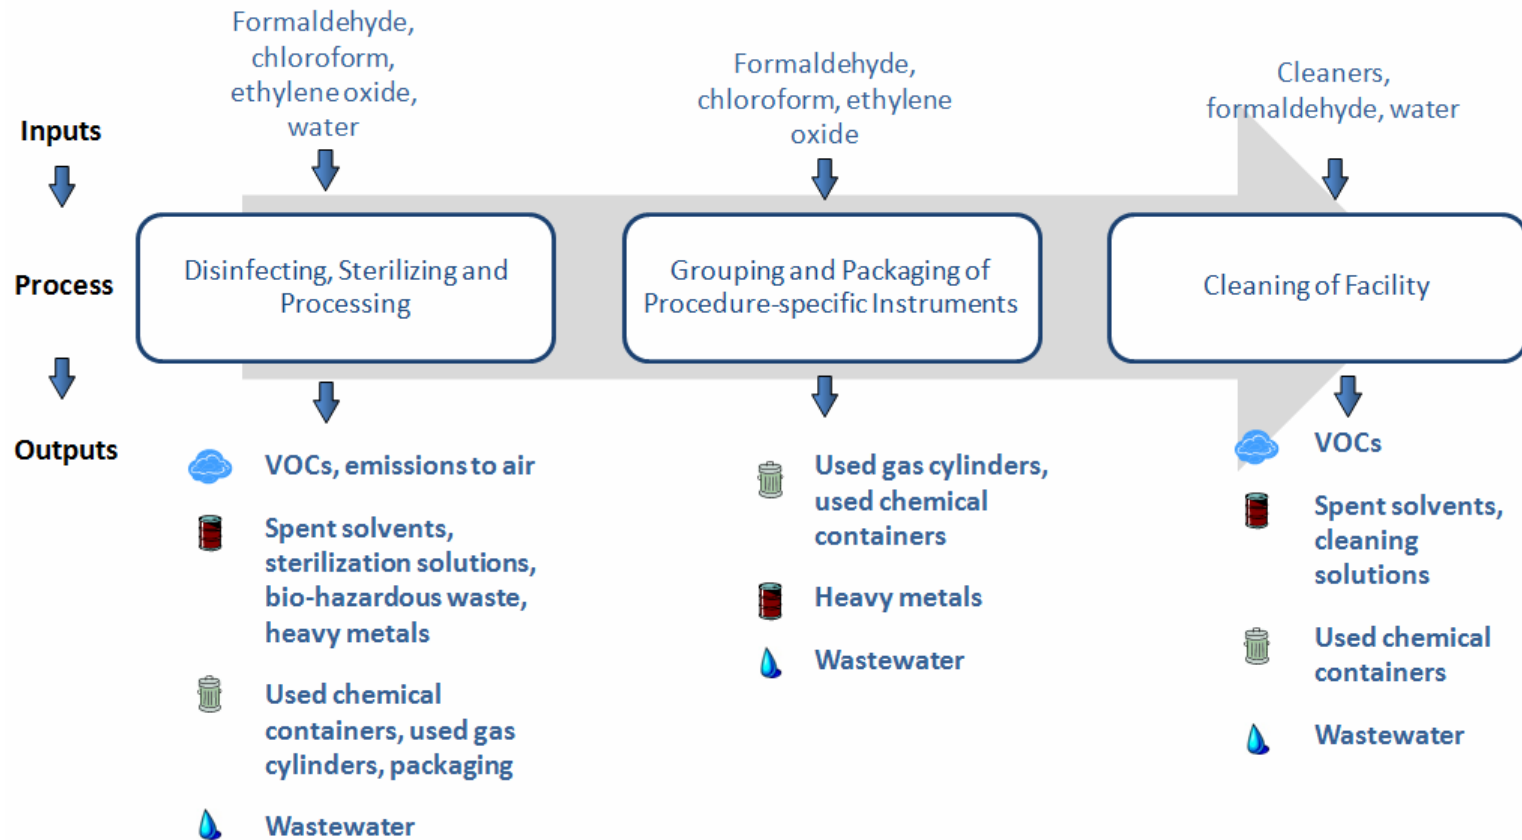 Inputs
Process
Outputs
Formaldehyde,
chloroform,
ethylene oxide,
water
Disinfecting, Sterilizing and
Processing
VOCs, emissions to air
Spent solvents,
sterilization solutions,
bio-hazardous waste,
heavy metals
Used chemical
containers, used gas
cylinders, packaging
Wastewater
Formaldehyde,
chloroform, ethylene
oxide
Grouping and Packaging of
Procedure-specific Instruments
Used gas cylinders,
used chemical
containers
Heavy metals
Wastewater
Cleaners,
formaldehyde, water
Cleaning of Facility
VOCs
Spent solvents,
cleaning
solutions
Used chemical
containers
Wastewater